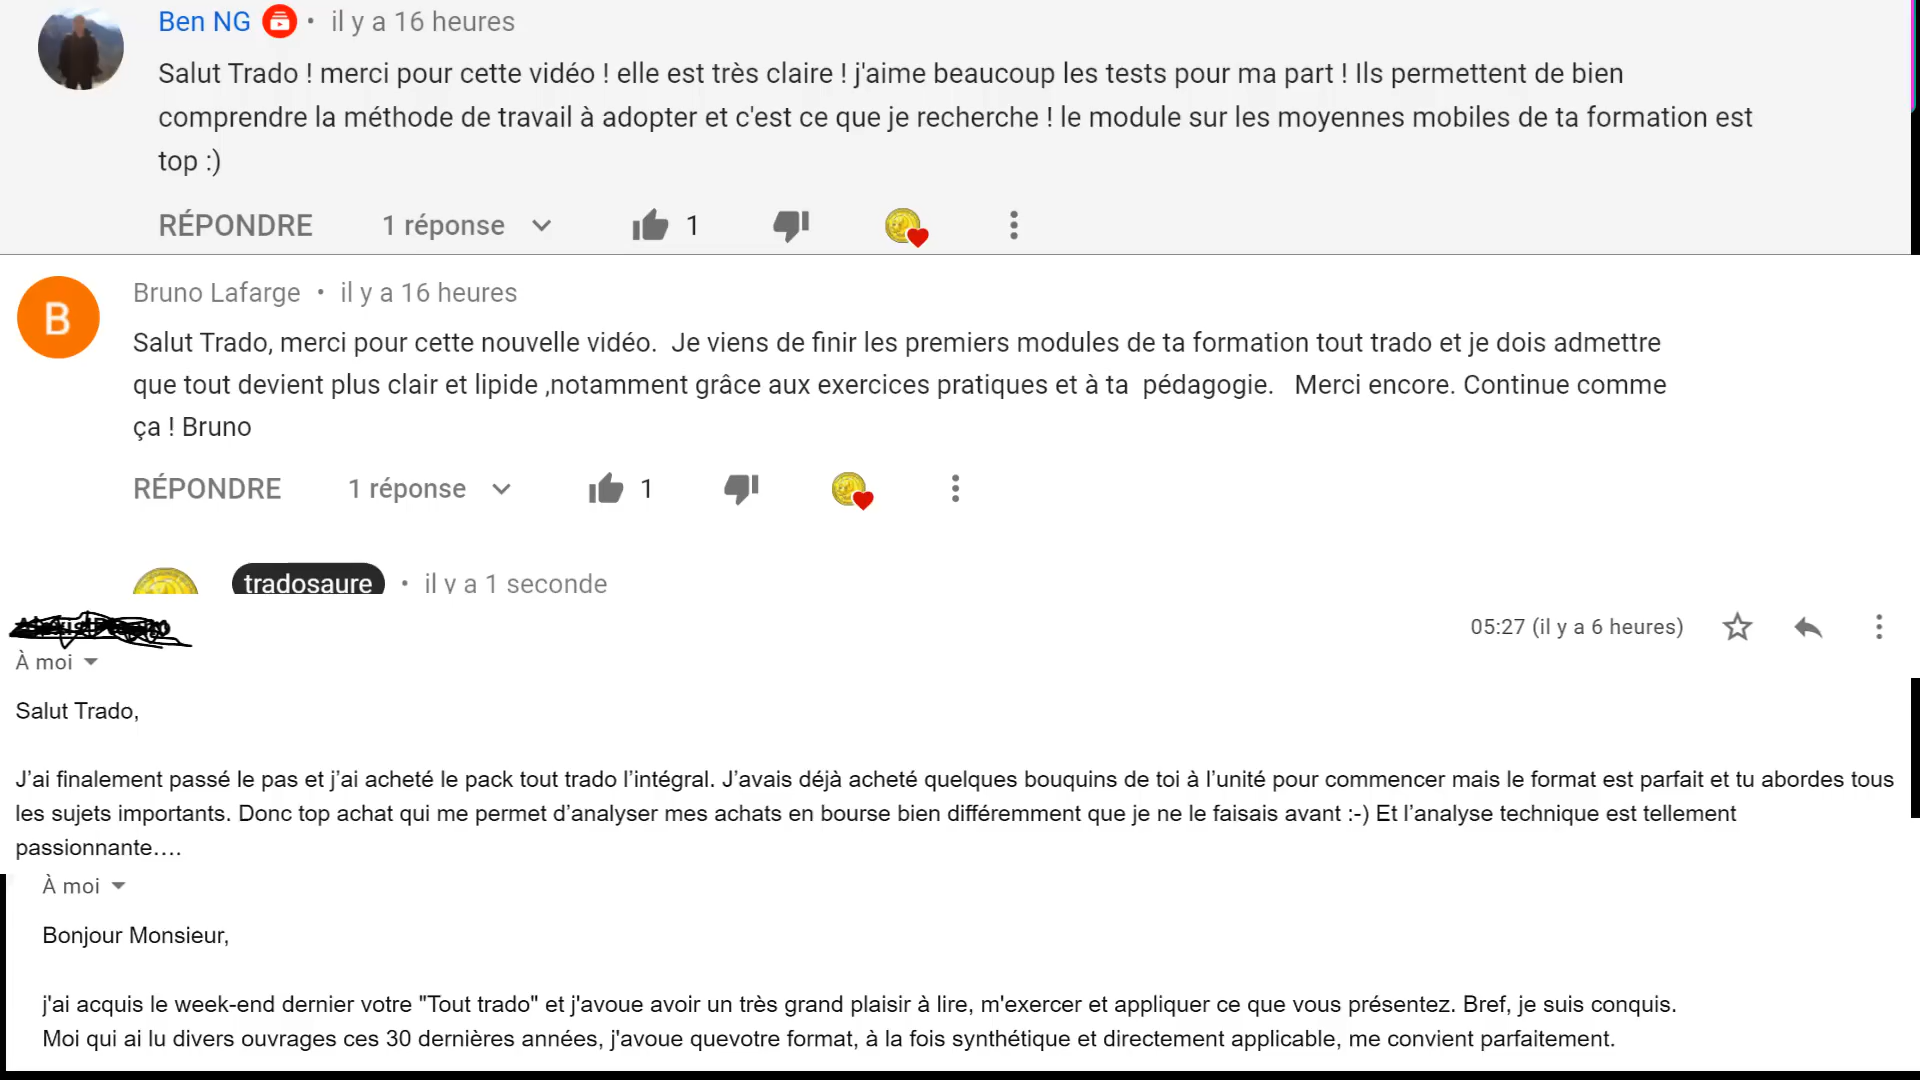 Ben NG • il y a 16 heures
Salut Trado ! merci pour cette vidéo ! elle est très claire ! j'aime beaucoup les tests pour ma part ! Ils permettent de bien
comprendre la méthode de travail à adopter et c'est ce que je recherche ! le module sur les moyennes mobiles de ta formation est
top :)
RÉPONDRE 1 réponse 1
B
Bruno Lafarge • il y a 16 heures
Salut Trado, merci pour cette nouvelle vidéo.  Je viens de finir les premiers modules de ta formation tout trado et je dois admettre
que tout devient plus clair et lipide ,notamment grâce aux exercices pratiques et à ta  pédagogie.   Merci encore. Continue comme
ça ! Bruno
RÉPONDRE 1 réponse 1
tradosaure • il y a 1 seconde
05:27 (il y a 6 heures)
À moi
Salut Trado,
J’ai finalement passé le pas et j’ai acheté le pack tout trado l’intégral. J’avais déjà acheté quelques bouquins de toi à l’unité pour commencer mais le format est parfait et tu abordes tous
les sujets importants. Donc top achat qui me permet d’analyser mes achats en bourse bien différemment que je ne le faisais avant :-) Et l’analyse technique est tellement
passionnante….
À moi
Bonjour Monsieur,
j'ai acquis le week-end dernier votre "Tout trado" et j'avoue avoir un très grand plaisir à lire, m'exercer et appliquer ce que vous présentez. Bref, je suis conquis.
Moi qui ai lu divers ouvrages ces 30 dernières années, j'avoue quevotre format, à la fois synthétique et directement applicable, me convient parfaitement.